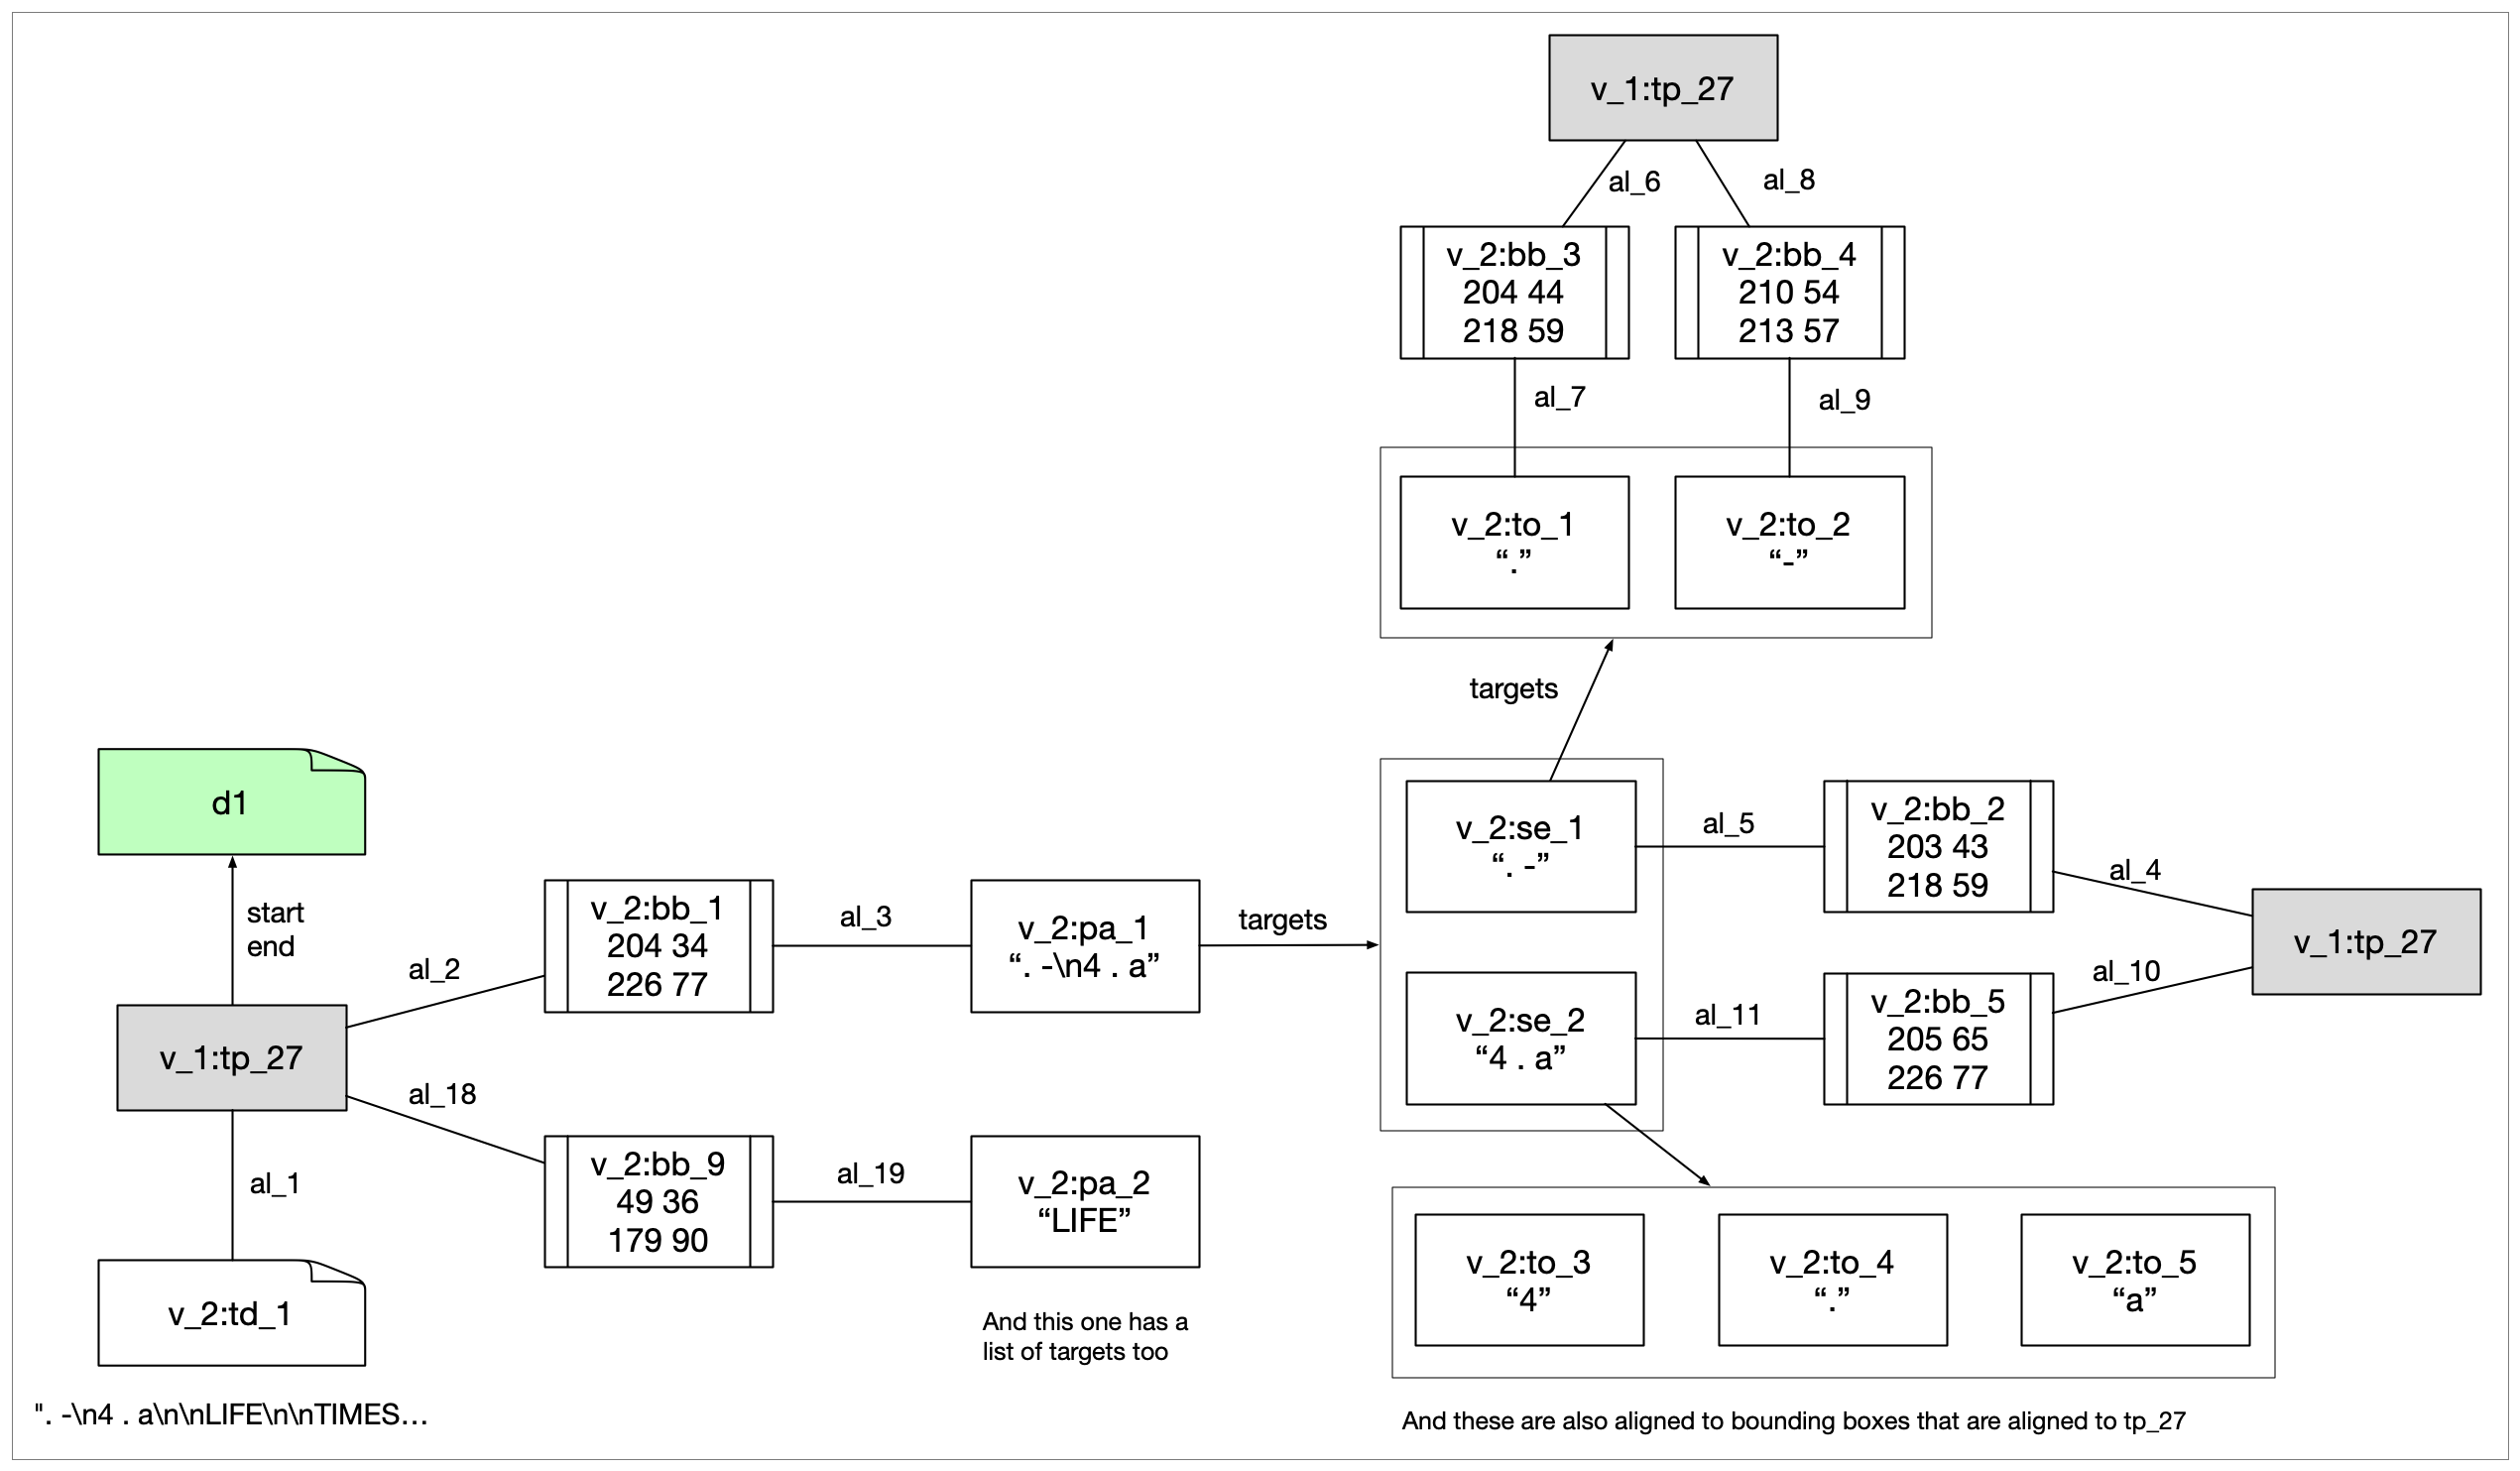 v_1:tp_27
al_6
al_8
v_2:bb_3
204 44
218 59
v_2:bb_4
210 54
213 57
al_7
al_9
v_2:to_1
“.”
v_2:to_2
“-”
targets
d1
start
end
v_1:tp_27
al_1
v_2:td_1
". -\n4 . a\n\nLIFE\n\nTIMES...
al_2
v_2:bb_1
204 34
226 77
al_3
v_2:pa_1
“. -\n4 . a”
targets
al_18
v_2:bb_9
49 36
179 90
al_19
v_2:pa_2
“LIFE”
And this one has a
list of targets too
v_2:se_1
“. -”
al_5
v_2:bb_2
203 43
218 59
al_4
v_2:se_2
“4 . a”
al_11
v_2:bb_5
205 65
226 77
al_10
v_1:tp_27
v_2:to_3
“4”
v_2:to_4
“.”
v_2:to_5
“a”
And these are also aligned to bounding boxes that are aligned to tp_27